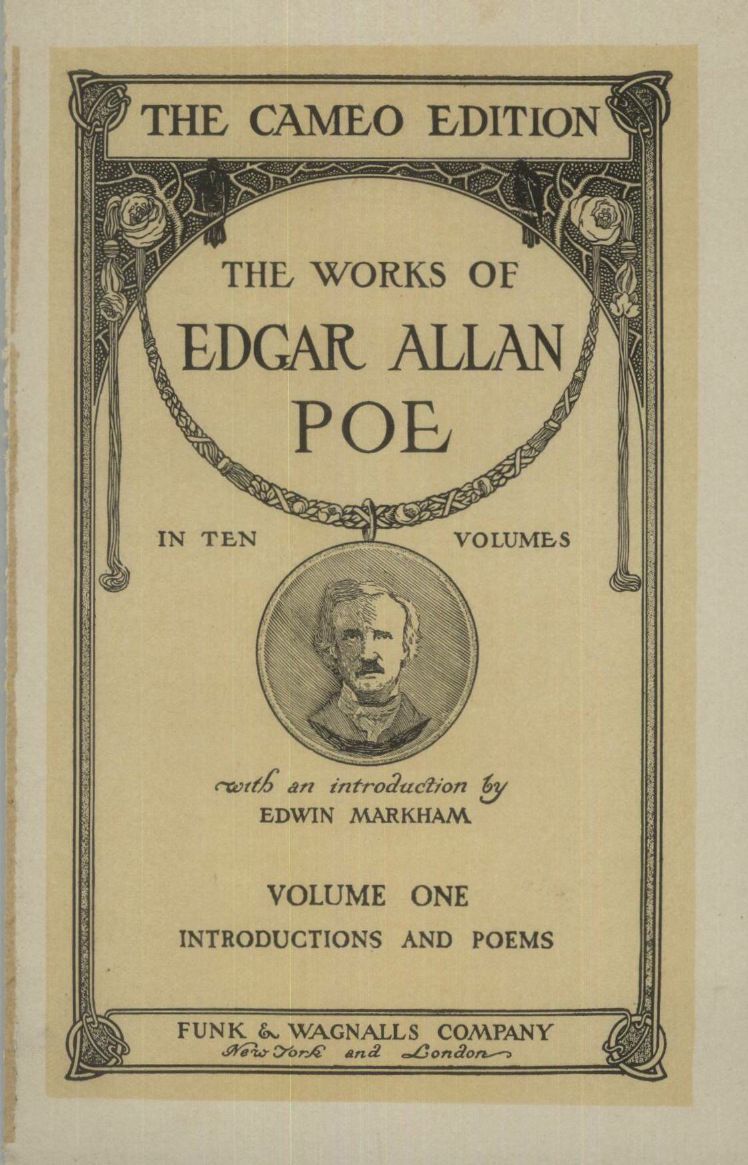 THE CAMEO EDITION
THE WORKS OF
EDGAR ALLAN
POE
IN TEN VOLUMES
with an introduction by
EDWIN MARKHAM
VOLUME ONE
INTRODUCTIONS AND POEMS
FUNK & WAGNALLS COMPANY
New York and London